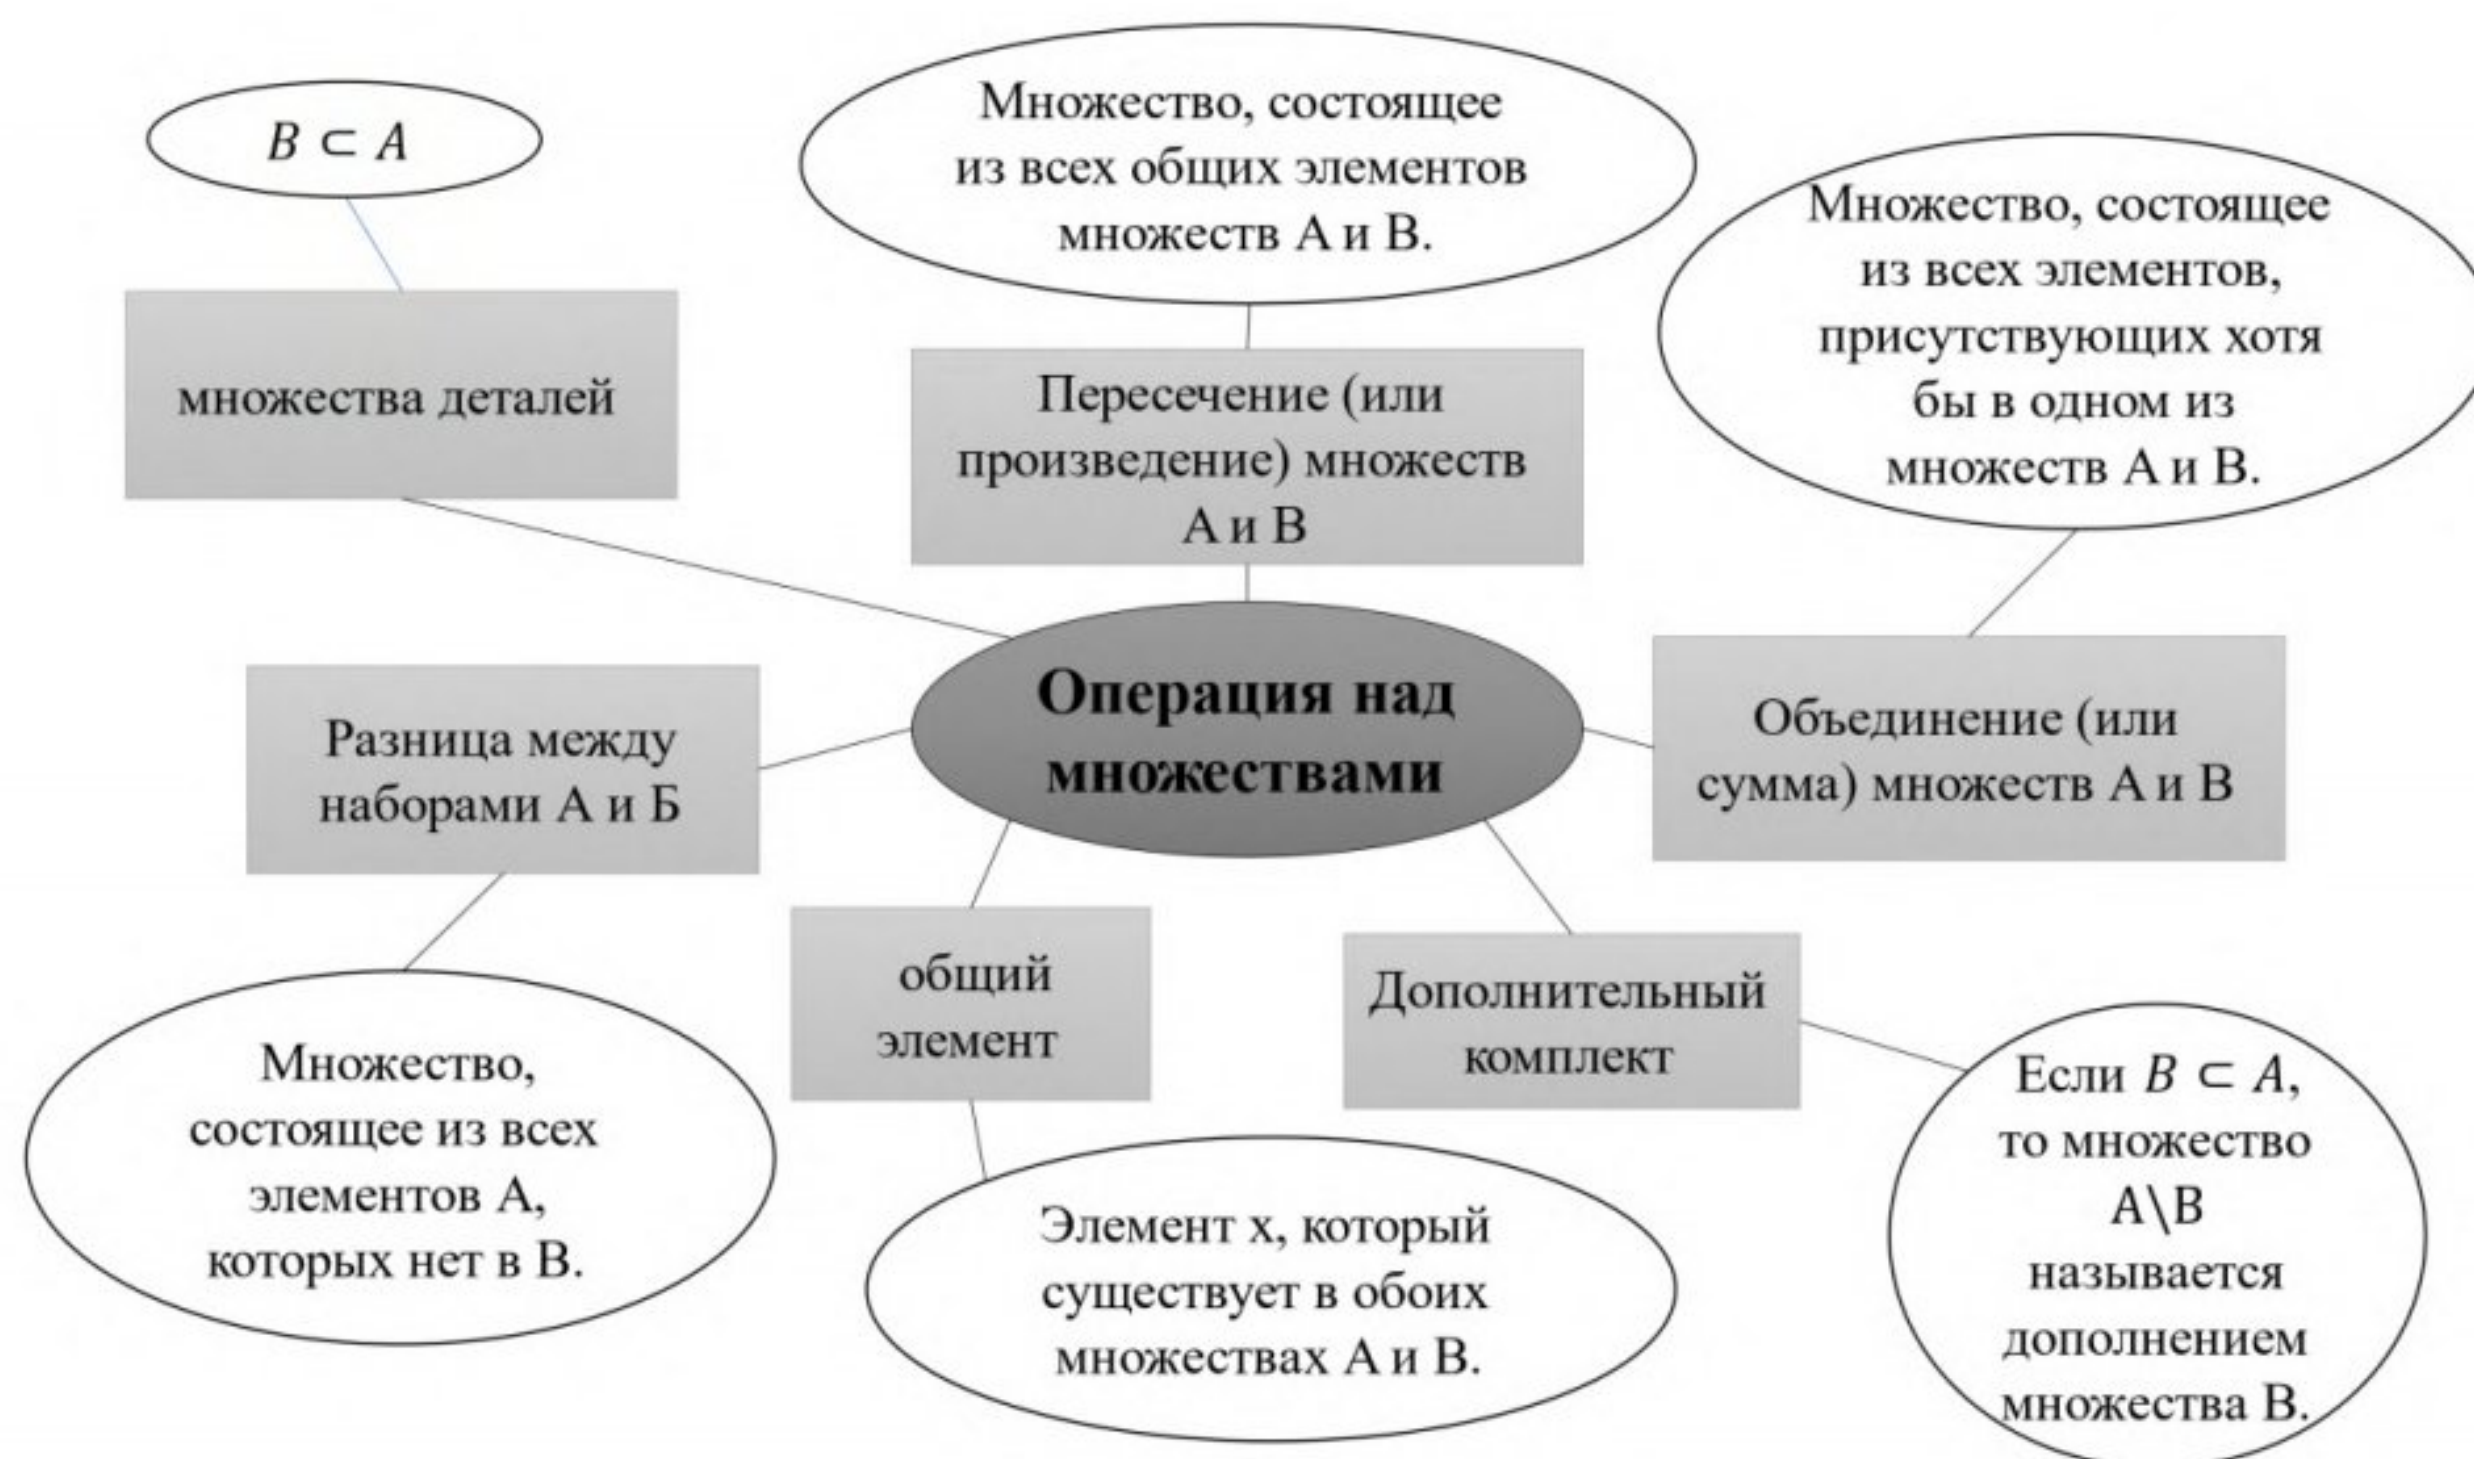 B ⊂ A
множества деталей
Множество, состоящее
из всех общих элементов
множеств А и В.
Пересечение (или
произведение) множеств
А и В
Множество, состоящее
из всех элементов,
присутствующих хотя
бы в одном из
множеств А и В.
Объединение (или
сумма) множеств А и В
Операция над
множествами
Разница между
наборами А и Б
Множество,
состоящее из всех
элементов А,
которых нет в В.
общий
элемент
Элемент x, который
существует в обоих
множествах А и В.
Дополнительный
комплект
Если B ⊂ A,
то множество
A\B
называется
дополнением
множества В.